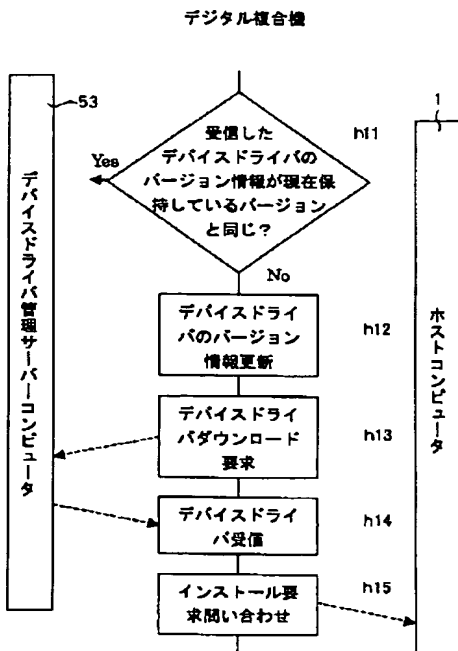 デジタル複合機
53
1
受信した
デバイスドライバの
バージョン情報が現在保
持しているバージョン
と同じ？
h11
Yes
No
デバイスドライ
バのバージョン
情報更新
h12
デバイスドライ
バダウンロード
要求
h13
デバイスドライ
バ受信
h14
インストール要
求問い合わせ
h15
デバイスドライバ管理サーバーコンピュータ
ホストコンピュータ